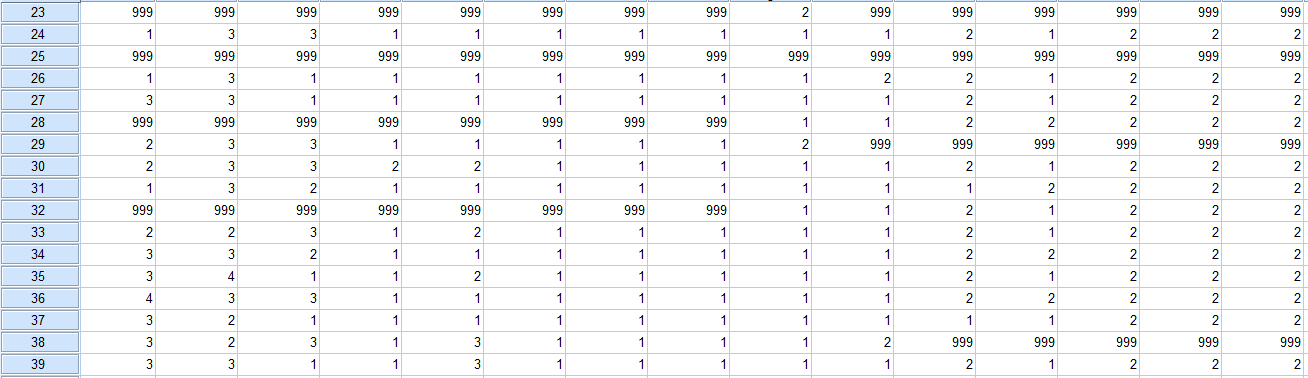 23 999 999 999 999 999 999 999 999 2 999 999 999 999 999 999
24 1 3 3 1 1 1 1 1 1 1 2 1 2 2 2
25 999 999 999 999 999 999 999 999 999 999 999 999 999 999 999
26 1 3 1 1 1 1 1 1 1 2 2 1 2 2 2
27 3 3 1 1 1 1 1 1 1 1 2 1 2 2 2
28 999 999 999 999 999 999 999 999 1 1 2 2 2 2 2
29 2 3 3 1 1 1 1 1 2 999 999 999 999 999 999
30 2 3 3 2 2 1 1 1 1 1 2 1 2 2 2
31 1 3 2 1 1 1 1 1 1 1 1 2 2 2 2
32 999 999 999 999 999 999 999 999 1 1 2 1 2 2 2
33 2 2 3 1 2 1 1 1 1 1 2 1 2 2 2
34 3 3 2 1 1 1 1 1 1 1 2 2 2 2 2
35 3 4 1 1 2 1 1 1 1 1 2 1 2 2 2
36 4 3 3 1 1 1 1 1 1 1 2 2 2 2 2
37 3 2 1 1 1 1 1 1 1 1 1 1 2 2 2
38 3 2 3 1 3 1 1 1 1 2 999 999 999 999 999
39 3 3 1 1 3 1 1 1 1 1 2 1 2 2 2